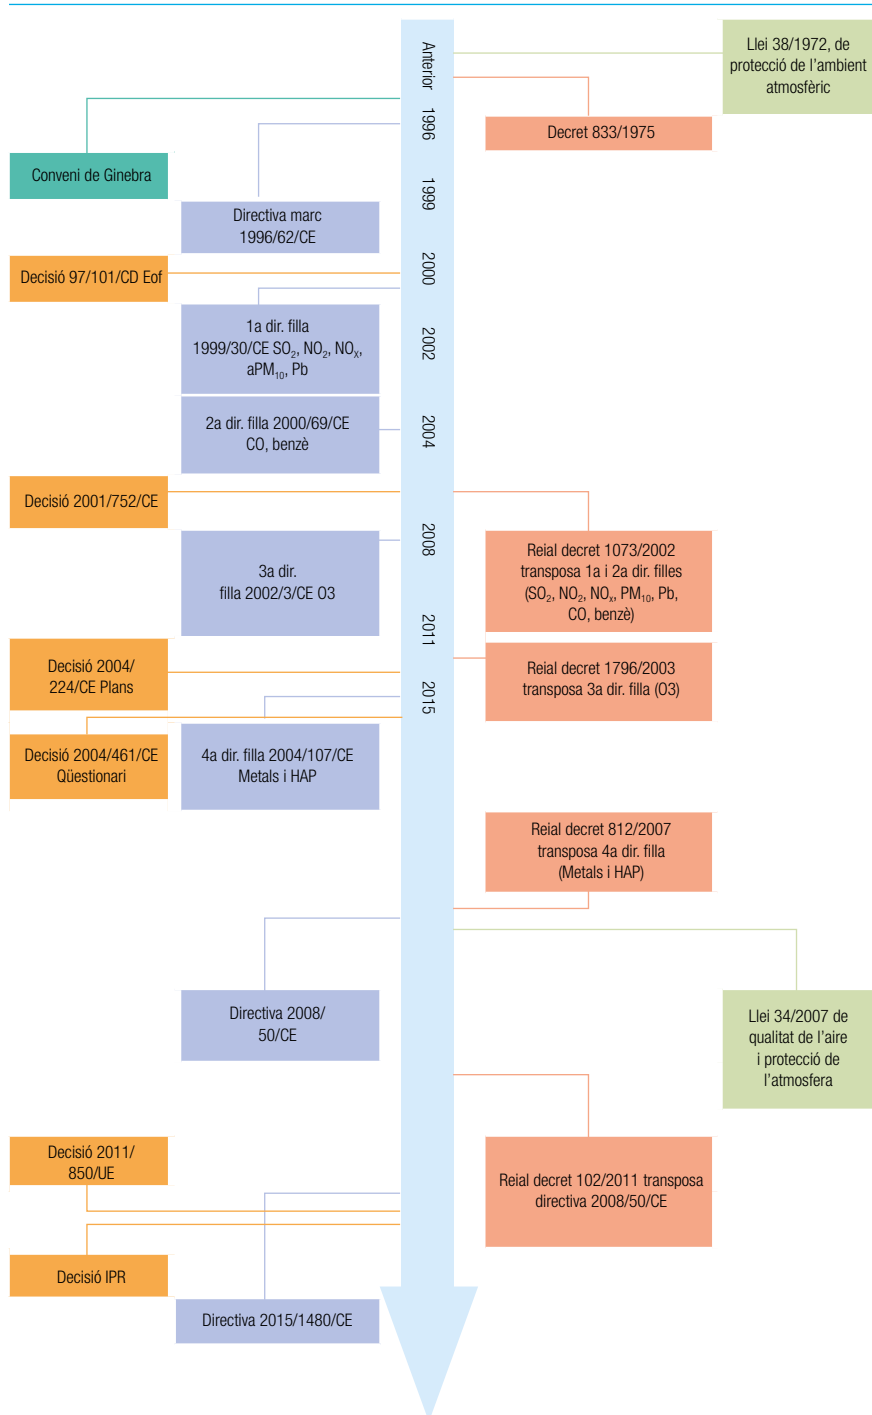 Anterior
1996
1999
2000
2002
2004
2008
2011
2015
Llei 38/1972, de
protecció de l’ambient
atmosfèric
Decret 833/1975
Conveni de Ginebra
Directiva marc
1996/62/CE
Decisió 97/101/CD Eof
1a dir. filla
1999/30/CE SO₂, NO₂, NOₓ,
aPM₁₀, Pb
2a dir. filla 2000/69/CE
CO, benzè
Decisió 2001/752/CE
3a dir.
filla 2002/3/CE O3
Reial decret 1073/2002
transposa 1a i 2a dir. filles
(SO₂, NO₂, NOₓ, PM₁₀, Pb,
CO, benzè)
Decisió 2004/
224/CE Plans
Reial decret 1796/2003
transposa 3a dir. filla (O3)
Decisió 2004/461/CE
Qüestionari
4a dir. filla 2004/107/CE
Metals i HAP
Reial decret 812/2007
transposa 4a dir. filla
(Metals i HAP)
Directiva 2008/
50/CE
Llei 34/2007 de
qualitat de l’aire
i protecció de
l’atmosfera
Decisió 2011/
850/UE
Reial decret 102/2011 transposa
directiva 2008/50/CE
Decisió IPR
Directiva 2015/1480/CE